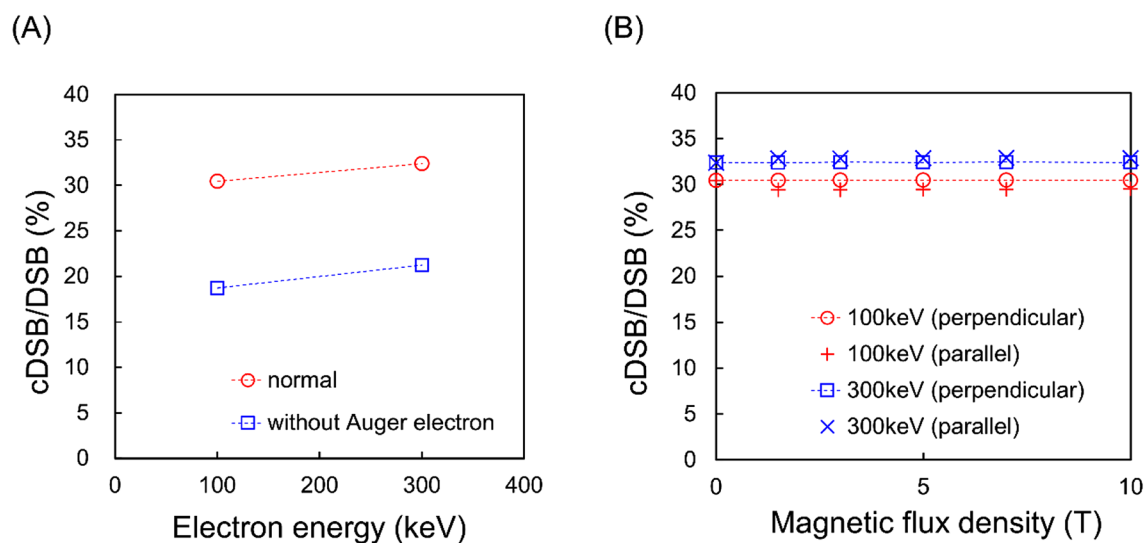 (A)
cDSB/DSB (%)
40
35
30
25
20
15
10
5
0
0 100 200 300 400
Electron energy (keV)
normal
without Auger electron
(B)
cDSB/DSB (%)
40
35
30
25
20
15
10
5
0
0 5 10
Magnetic flux density (T)
100keV (perpendicular)
100keV (parallel)
300keV (perpendicular)
300keV (parallel)